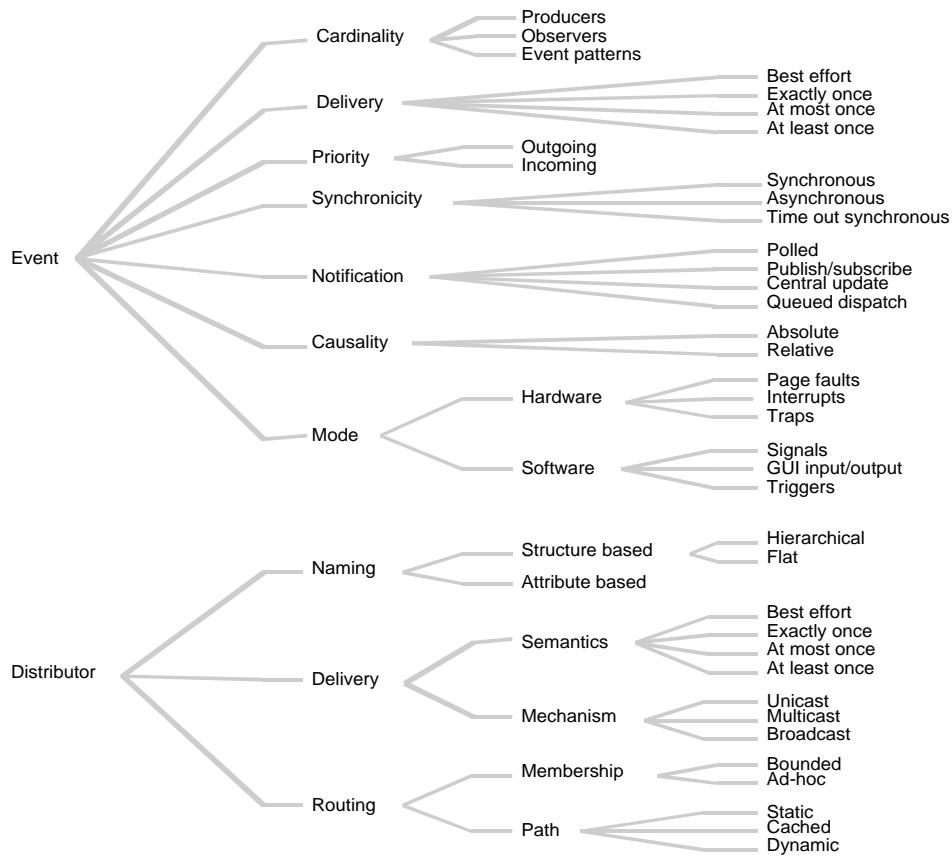 Event
Cardinality
Producers
Observers
Event patterns
Delivery
Best effort
Exactly once
At most once
At least once
Priority
Outgoing
Incoming
Synchronicity
Synchronous
Asynchronous
Time out synchronous
Notification
Polled
Publish/subscribe
Central update
Queued dispatch
Causality
Absolute
Relative
Mode
Hardware
Page faults
Interrupts
Traps
Software
Signals
GUI input/output
Triggers
Distributor
Naming
Structure based
Hierarchical
Flat
Attribute based
Delivery
Semantics
Best effort
Exactly once
At most once
At least once
Mechanism
Unicast
Multicast
Broadcast
Routing
Membership
Bounded
Ad-hoc
Path
Static
Cached
Dynamic